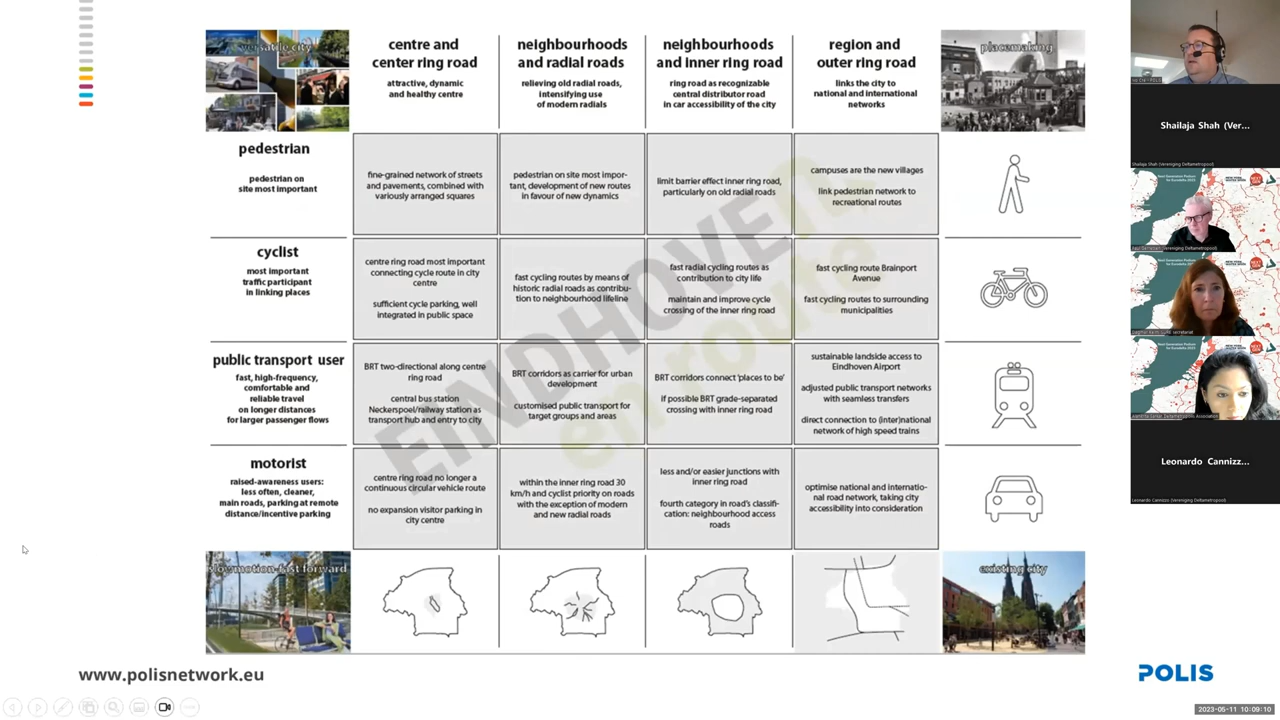 versatile city
centre and
center ring road
attractive, dynamic
and healthy centre
neighbourhoods
and radial roads
relieving old radial roads,
intensifying use
of modern radials
neighbourhoods
and inner ring road
ring road as recognizable
central distributor road
in car accessibility of the city
region and
outer ring road
links the city to
national and international
networks
placemaking
pedestrian
pedestrian on
site most important
fine-grained network of streets
and pavements, combined with
variously arranged squares
pedestrian on site most impor-
tant, development of new routes
in favour of new dynamics
limit barrier effect inner ring road,
particularly on old radial roads
campuses are the new villages
link pedestrian network to
recreational routes
cyclist
most important
traffic participant
in linking places
centre ring road most important
connecting cycle route in city
centre
sufficient cycle parking, well
integrated in public space
fast cycling routes by means of
historic radial roads as contribu-
tion to neighbourhood lifeline
fast radial cycling routes as
contribution to city life
maintain and improve cycle
crossing of the inner ring road
fast cycling route Brainport
Avenue
fast cycling routes to surrounding
municipalities
public transport user
fast, high-frequency,
comfortable and
reliable travel
on longer distances
for larger passenger flows
BRT two-directional along centre
ring road
central bus station
Neckerspoel/railway station as
transport hub and entry to city
BRT corridors as carrier for urban
development
customised public transport for
target groups and areas
BRT corridors connect 'places to be'
if possible BRT grade-separated
crossing with inner ring road
sustainable landside access to
Eindhoven Airport
adjusted public transport networks
with seamless transfers
direct connection to (inter)national
network of high speed trains
motorist
raised-awareness users:
less often, cleaner,
main roads, parking at remote
distance/incentive parking
centre ring road no longer a
continuous circular vehicle route
no expansion visitor parking in
city centre
within the inner ring road 30
km/h and cyclist priority on roads
with the exception of modern
and new radial roads
less and/or easier junctions with
inner ring road
fourth category in road's classifi-
cation: neighbourhood access
roads
optimise national and internatio-
nal road network, taking city
accessibility into consideration
slow motion-fast forward
existing city
www.polisnetwork.eu
POLIS
Shailaja Shah (Ver...
Shailaja Shah (Vereniging Deltametropool)
Leonardo Cannizz...
Leonardo Cannizzo (Vereniging Deltametropool)
2023-05-11 10:09:10